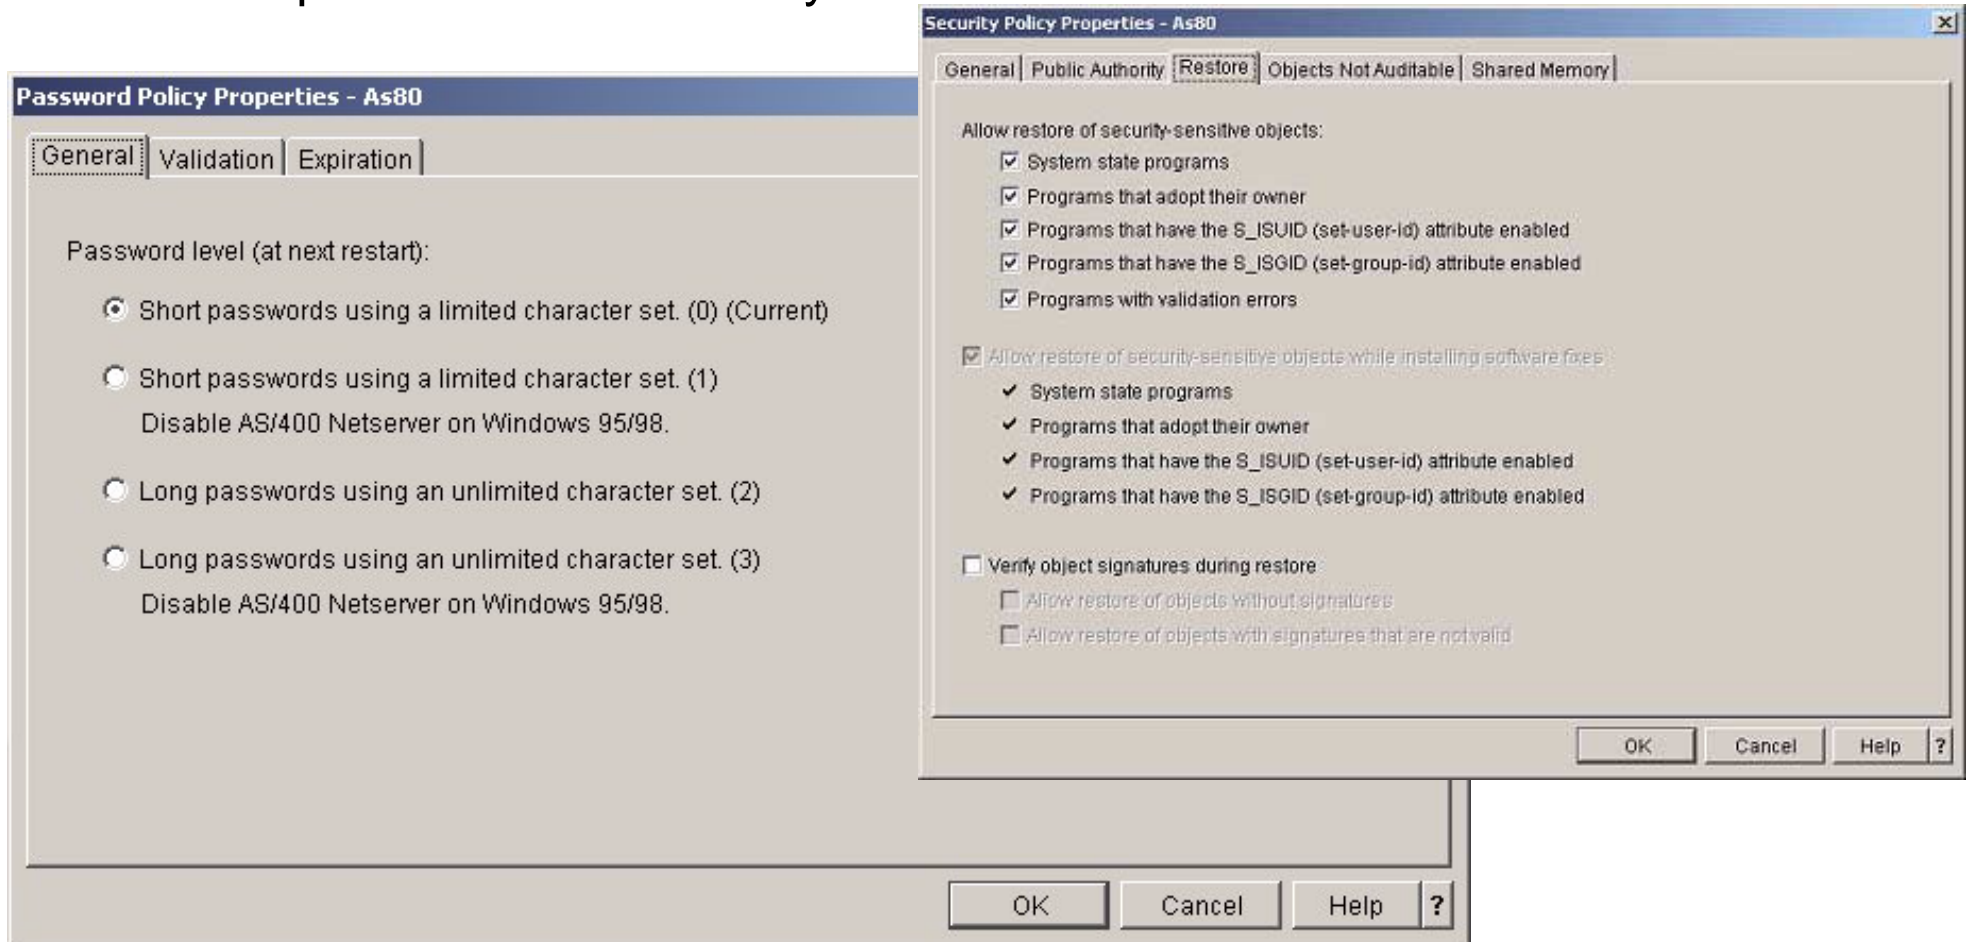 Password Policy Properties - As80
General
Validation
Expiration
Password level (at next restart):
Short passwords using a limited character set. (0) (Current)
Short passwords using a limited character set. (1)
Disable AS/400 Netserver on Windows 95/98.
Long passwords using an unlimited character set. (2)
Long passwords using an unlimited character set. (3)
Disable AS/400 Netserver on Windows 95/98.
OK
Cancel
Help
?
Security Policy Properties - As80
General
Public Authority
Restore
Objects Not Auditable
Shared Memory
Allow restore of security-sensitive objects:
System state programs
Programs that adopt their owner
Programs that have the S_ISUID (set-user-id) attribute enabled
Programs that have the S_ISGID (set-group-id) attribute enabled
Programs with validation errors
Allow restore of security-sensitive objects while installing software fixes
System state programs
Programs that adopt their owner
Programs that have the S_ISUID (set-user-id) attribute enabled
Programs that have the S_ISGID (set-group-id) attribute enabled
Verify object signatures during restore
Allow restore of objects without signatures
Allow restore of objects with signatures that are not valid
OK
Cancel
Help
?